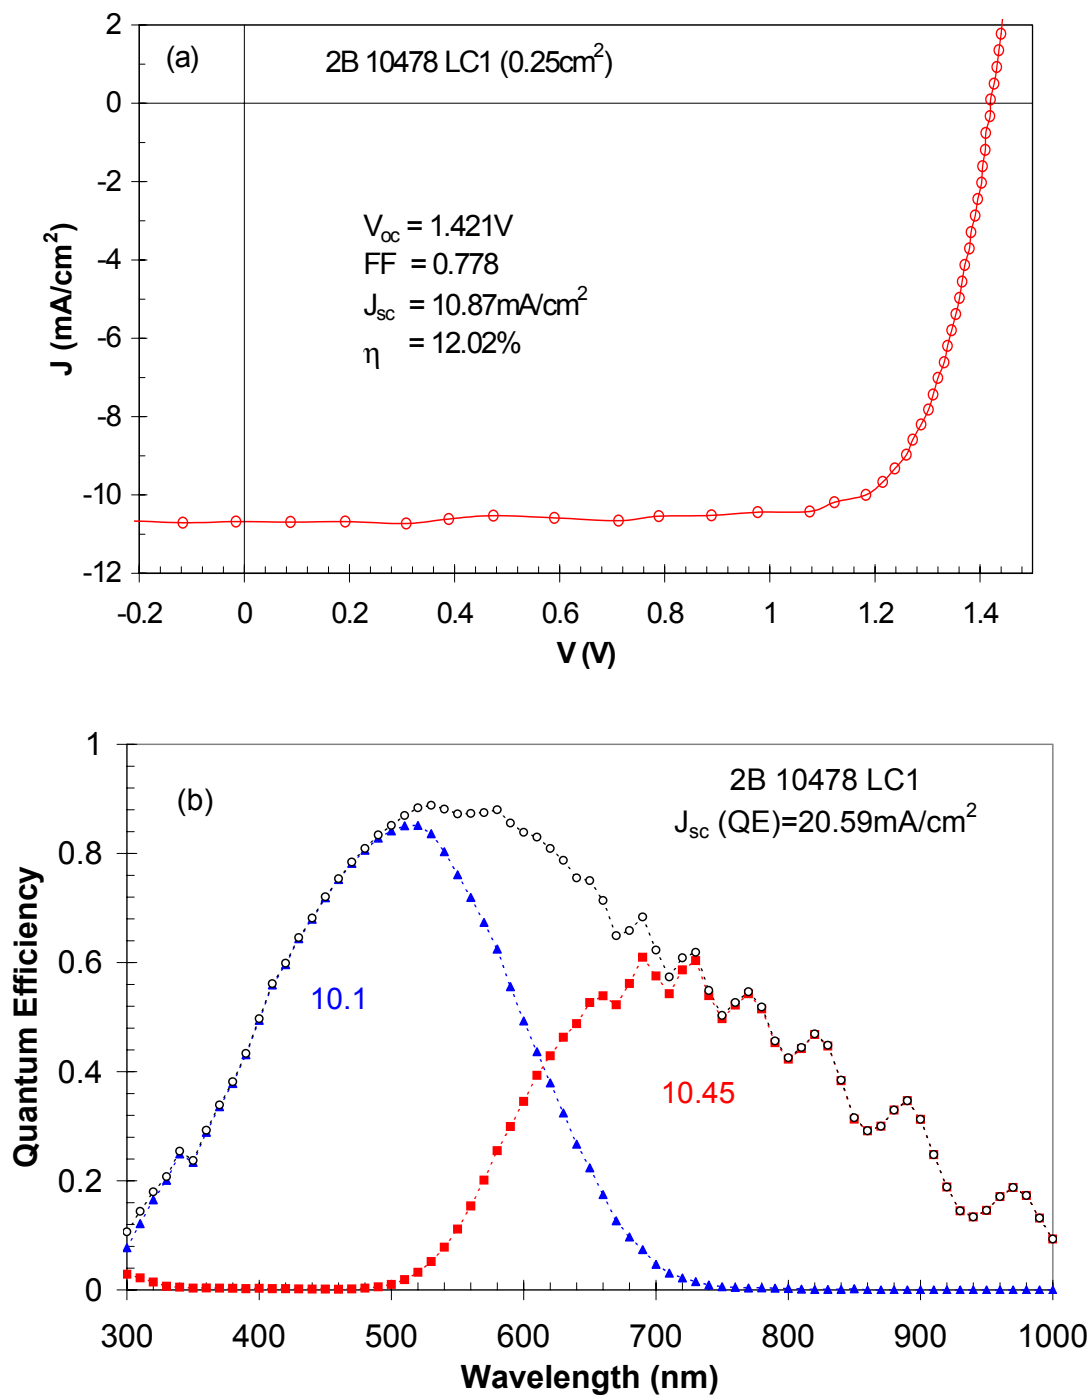 (a)
2B 10478 LC1 (0.25cm²)
V_oc = 1.421V
FF = 0.778
J_sc = 10.87mA/cm²
η = 12.02%
J (mA/cm²)
2
0
-2
-4
-6
-8
-10
-12
-0.2 0 0.2 0.4 0.6 0.8 1 1.2 1.4
V (V)
(b)
2B 10478 LC1
J_sc (QE)=20.59mA/cm²
10.1
10.45
Quantum Efficiency
1
0.8
0.6
0.4
0.2
0
300 400 500 600 700 800 900 1000
Wavelength (nm)